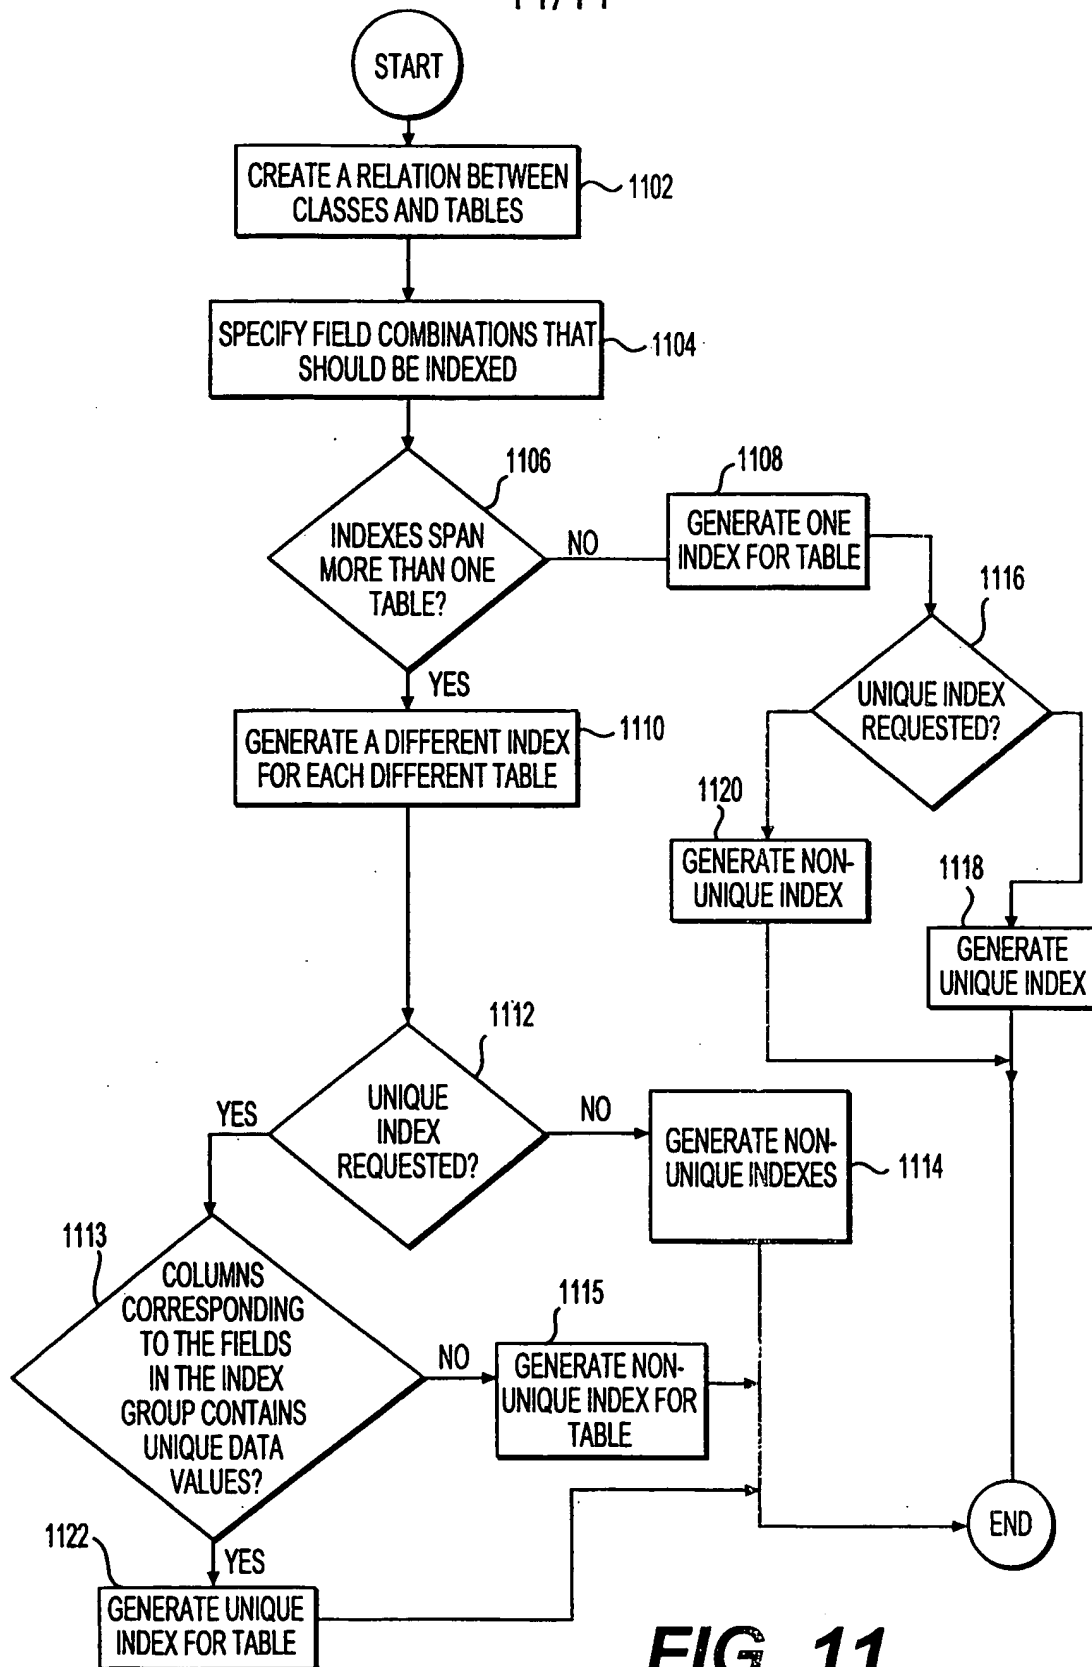 START
CREATE A RELATION BETWEEN
CLASSES AND TABLES
1102
SPECIFY FIELD COMBINATIONS THAT
SHOULD BE INDEXED
1104
1106
INDEXES SPAN
MORE THAN ONE
TABLE?
NO
1108
GENERATE ONE
INDEX FOR TABLE
1116
UNIQUE INDEX
REQUESTED?
YES
GENERATE A DIFFERENT INDEX
FOR EACH DIFFERENT TABLE
1110
1120
GENERATE NON-
UNIQUE INDEX
1118
GENERATE
UNIQUE INDEX
1112
UNIQUE
INDEX
REQUESTED?
YES
NO
GENERATE NON-
UNIQUE INDEXES
1114
1113
COLUMNS
CORRESPONDING
TO THE FIELDS
IN THE INDEX
GROUP CONTAINS
UNIQUE DATA
VALUES?
NO
1115
GENERATE NON-
UNIQUE INDEX FOR
TABLE
END
YES
1122
GENERATE UNIQUE
INDEX FOR TABLE
FIG. 11